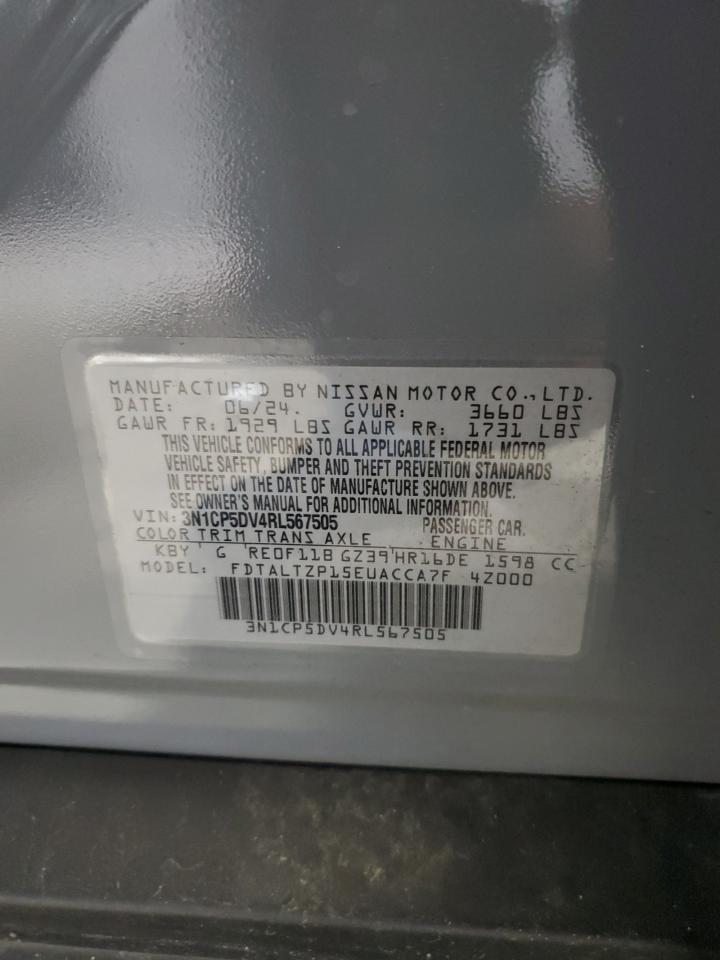 MANUFACTURED BY NISSAN MOTOR CO., LTD.
DATE: 06/24. GVWR: 3660 LBS
GAWR FR: 1929 LBS GAWR RR: 1731 LBS
THIS VEHICLE CONFORMS TO ALL APPLICABLE FEDERAL MOTOR
VEHICLE SAFETY, BUMPER AND THEFT PREVENTION STANDARDS
IN EFFECT ON THE DATE OF MANUFACTURE SHOWN ABOVE.
SEE OWNER'S MANUAL FOR ADDITIONAL INFORMATION.
VIN: 3N1CP5DV4RL567505 PASSENGER CAR.
COLOR TRIM TRANS AXLE ENGINE
KBY G RE0F11B GZ39 HR16DE 1598 CC
MODEL: FDTALTZP15EUACCA7F 4Z000
3N1CP5DV4RL567505